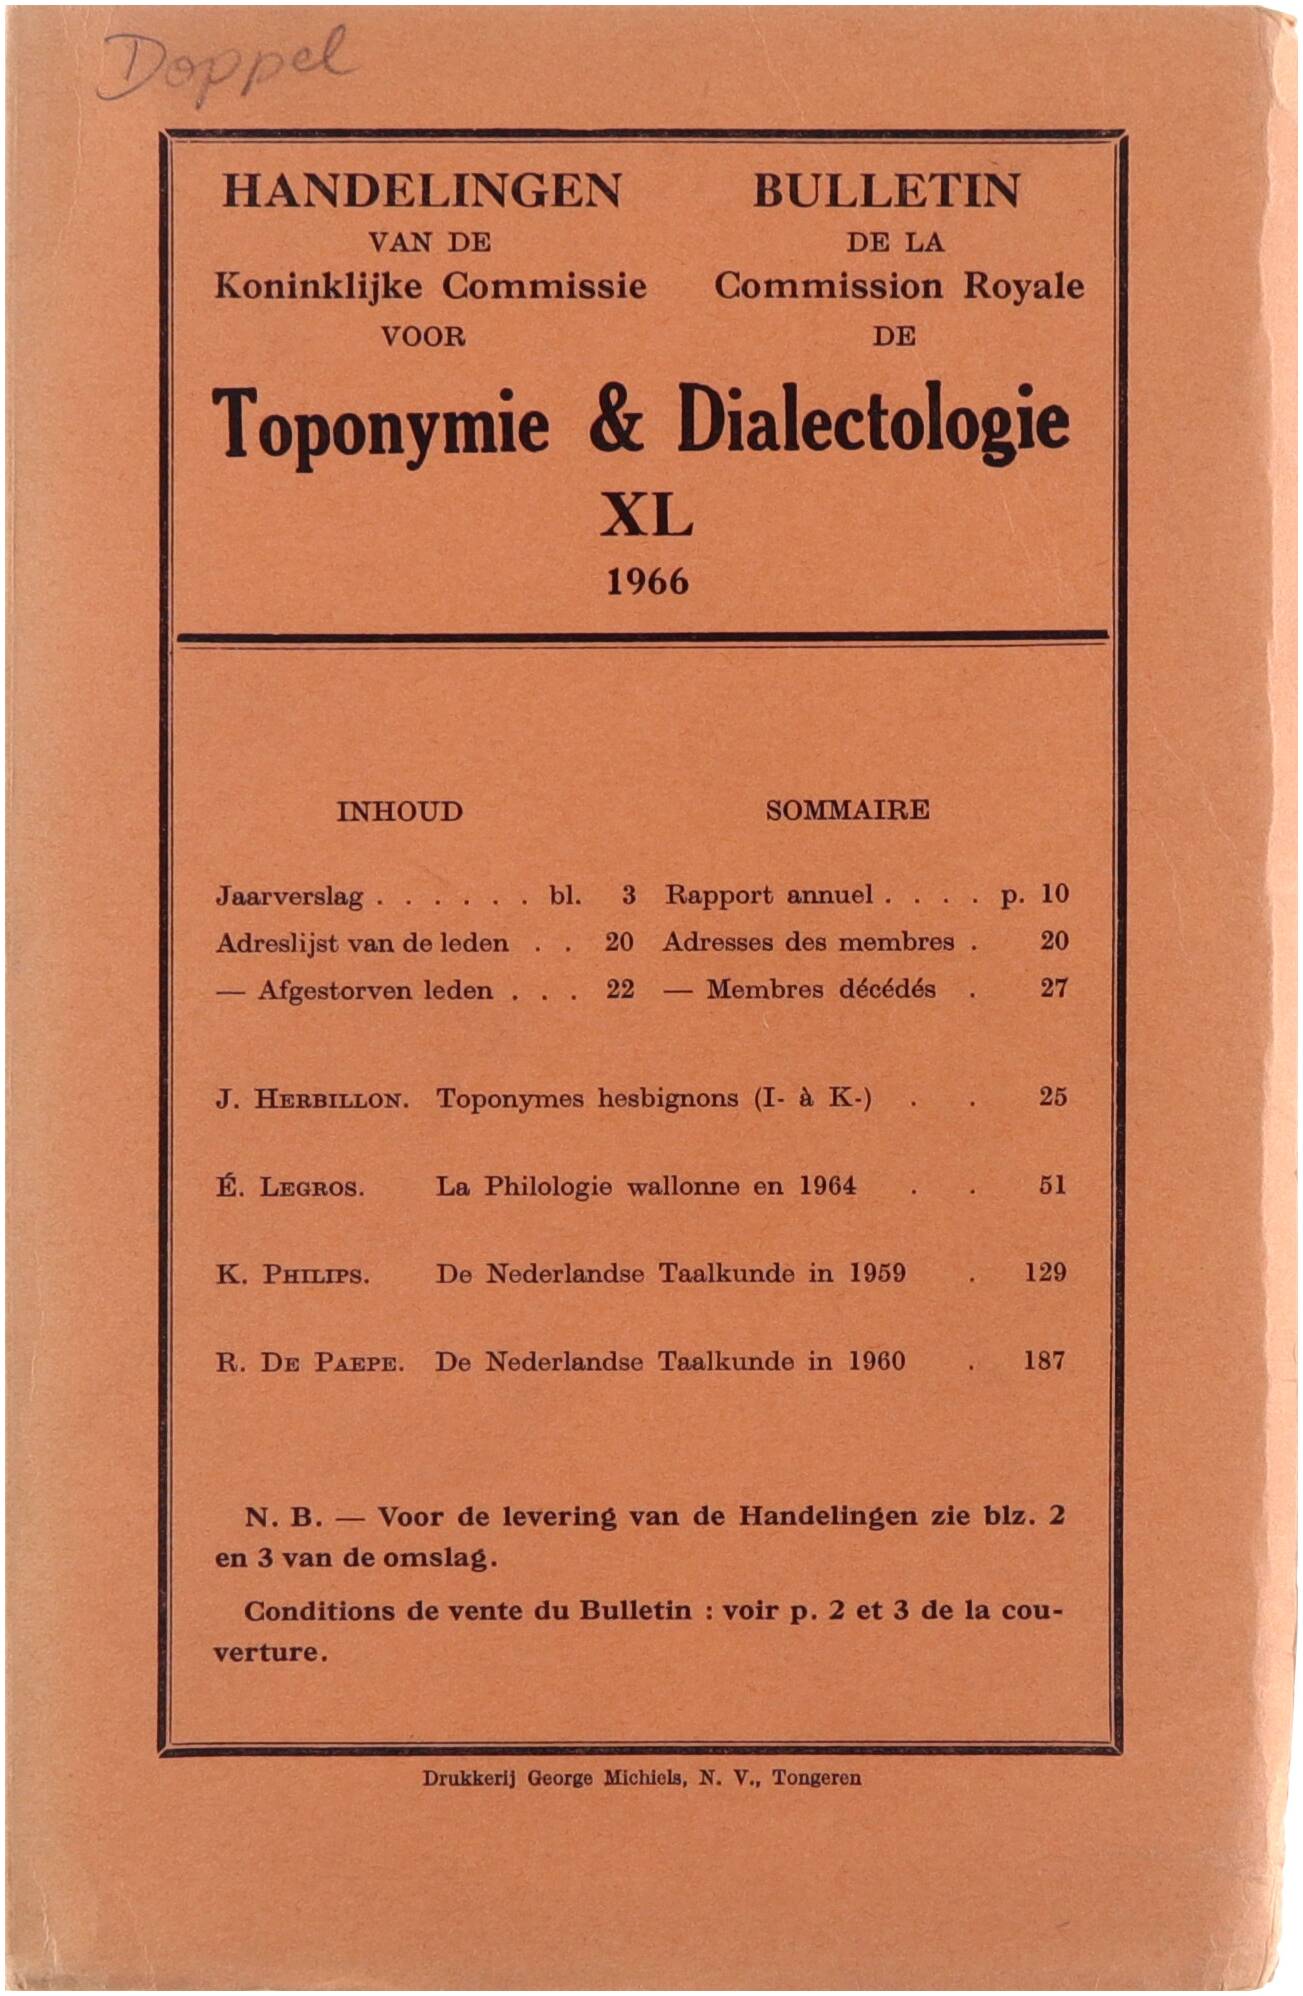 Doppel
HANDELINGEN BULLETIN
VAN DE DE LA
Koninklijke Commissie Commission Royale
VOOR DE
Toponymie & Dialectologie
XL
1966
INHOUD SOMMAIRE
Jaarverslag . . . . . . bl. 3 Rapport annuel . . . . p. 10
Adreslijst van de leden . . 20 Adresses des membres . 20
— Afgestorven leden . . . 22 — Membres décédés . 27
J. HERBILLON. Toponymes hesbignons (I- à K-) . . 25
É. LEGROS. La Philologie wallonne en 1964 . . 51
K. PHILIPS. De Nederlandse Taalkunde in 1959 . 129
R. DE PAEPE. De Nederlandse Taalkunde in 1960 . 187
N. B. — Voor de levering van de Handelingen zie blz. 2
en 3 van de omslag.
Conditions de vente du Bulletin : voir p. 2 et 3 de la cou-
verture.
Drukkerij George Michiels, N. V., Tongeren